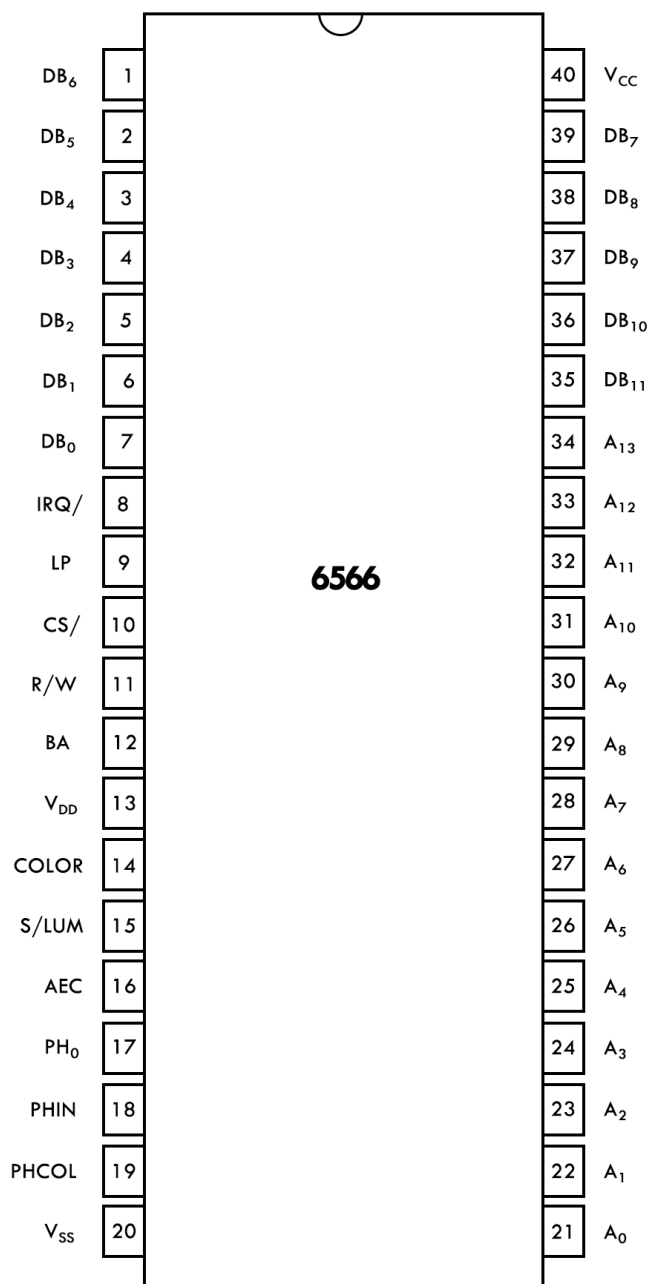 DB₆ 1 40 V_CC
DB₅ 2 39 DB₇
DB₄ 3 38 DB₈
DB₃ 4 37 DB₉
DB₂ 5 36 DB₁₀
DB₁ 6 35 DB₁₁
DB₀ 7 34 A₁₃
IRQ/ 8 33 A₁₂
LP 9 32 A₁₁
6566
CS/ 10 31 A₁₀
R/W 11 30 A₉
BA 12 29 A₈
V_DD 13 28 A₇
COLOR 14 27 A₆
S/LUM 15 26 A₅
AEC 16 25 A₄
PH₀ 17 24 A₃
PHIN 18 23 A₂
PHCOL 19 22 A₁
V_SS 20 21 A₀